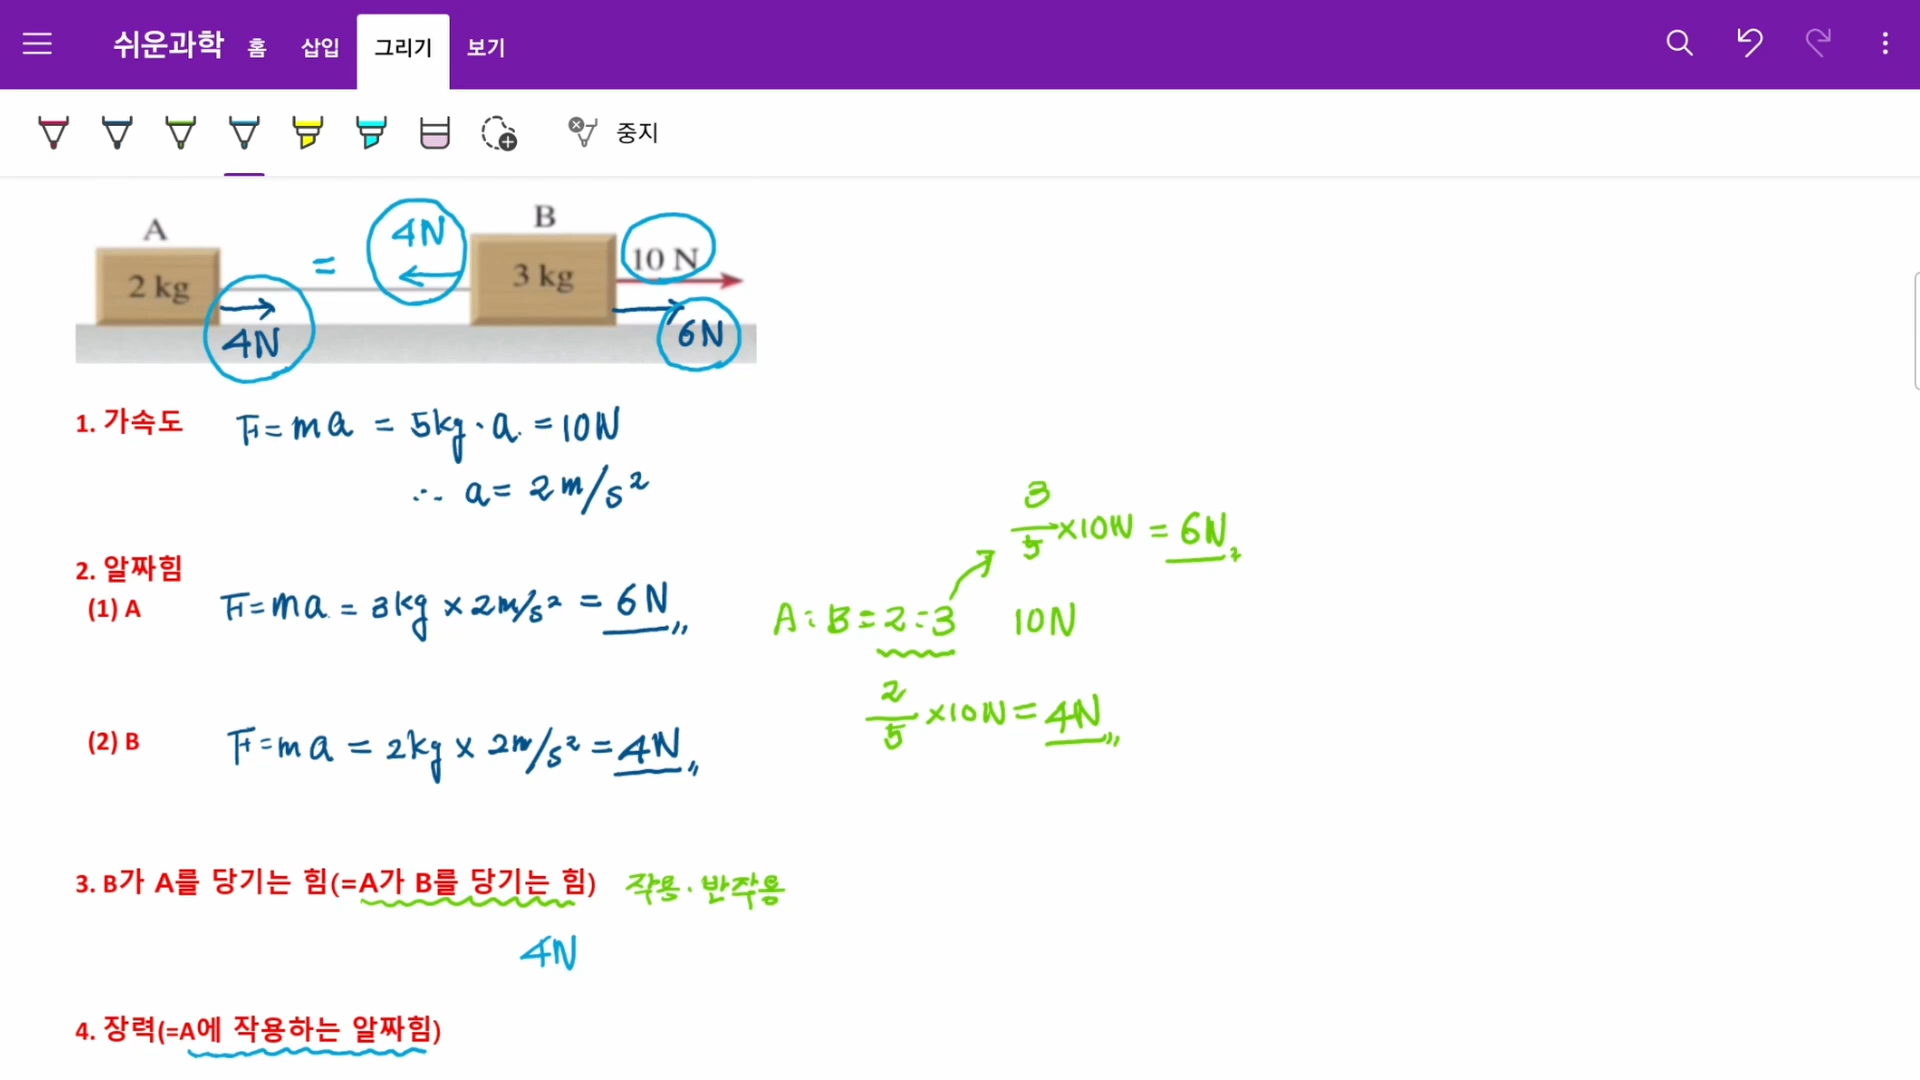 쉬운과학 홈 삽입 그리기 보기
중지
A
B
4N
=
10 N
2 kg
3 kg
4N
6N
1. 가속도 F=ma = 5kg·a = 10N
∴ a = 2m/s²
3/5 ×10N = 6N
2. 알짜힘
(1) A F=ma = 3kg × 2m/s² = 6N
A : B = 2 : 3 10N
2/5 ×10N = 4N
(2) B F=ma = 2kg × 2m/s² = 4N
3. B가 A를 당기는 힘(=A가 B를 당기는 힘) 작용·반작용
4N
4. 장력(=A에 작용하는 알짜힘)